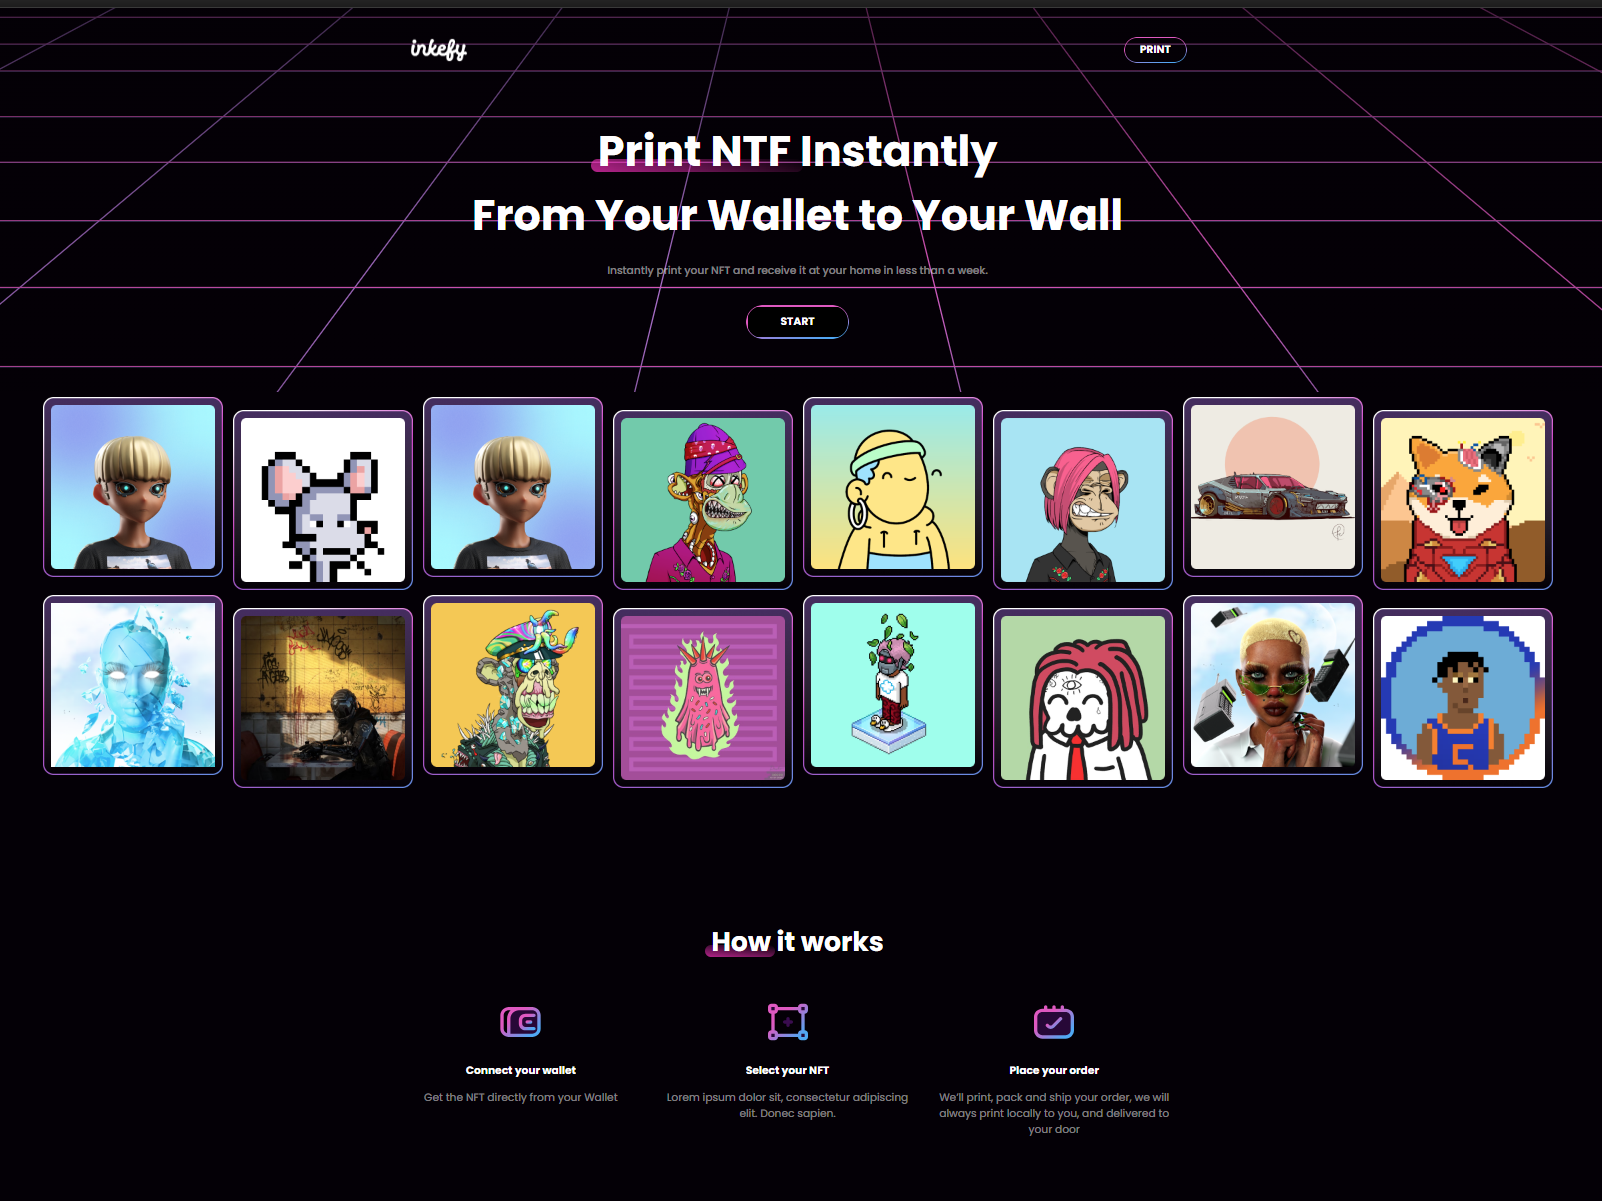 inkefy
PRINT
Print NTF Instantly
From Your Wallet to Your Wall
Instantly print your NFT and receive it at your home in less than a week.
START
How it works
Connect your wallet
Get the NFT directly from your Wallet
Select your NFT
Lorem ipsum dolor sit, consectetur adipiscing
elit. Donec sapien.
Place your order
We'll print, pack and ship your order, we will
always print locally to you, and delivered to
your door